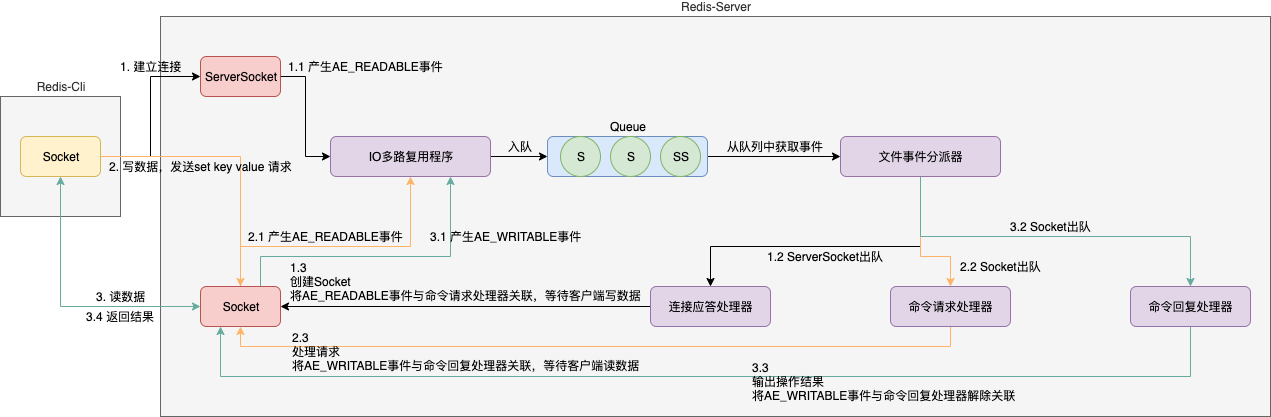 Redis-Server
1. 建立连接
ServerSocket
1.1 产生AE_READABLE事件
Redis-Cli
Socket
2. 写数据，发送set key value 请求
IO多路复用程序
入队
Queue
S
S
SS
从队列中获取事件
文件事件分派器
2.1 产生AE_READABLE事件
3.1 产生AE_WRITABLE事件
3.2 Socket出队
1.2 ServerSocket出队
2.2 Socket出队
1.3
创建Socket
将AE_READABLE事件与命令请求处理器关联，等待客户端写数据
3. 读数据
3.4 返回结果
Socket
连接应答处理器
命令请求处理器
命令回复处理器
2.3
处理请求
将AE_WRITABLE事件与命令回复处理器关联，等待客户端读数据
3.3
输出操作结果
将AE_WRITABLE事件与命令回复处理器解除关联